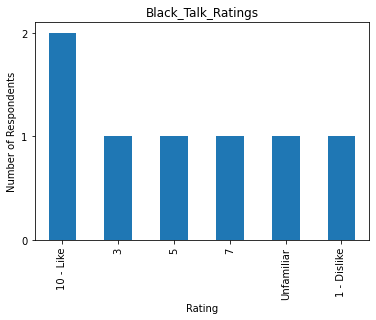 Black_Talk_Ratings
Number of Respondents
2
1
0
10 - Like
3
5
7
Unfamiliar
1 - Dislike
Rating